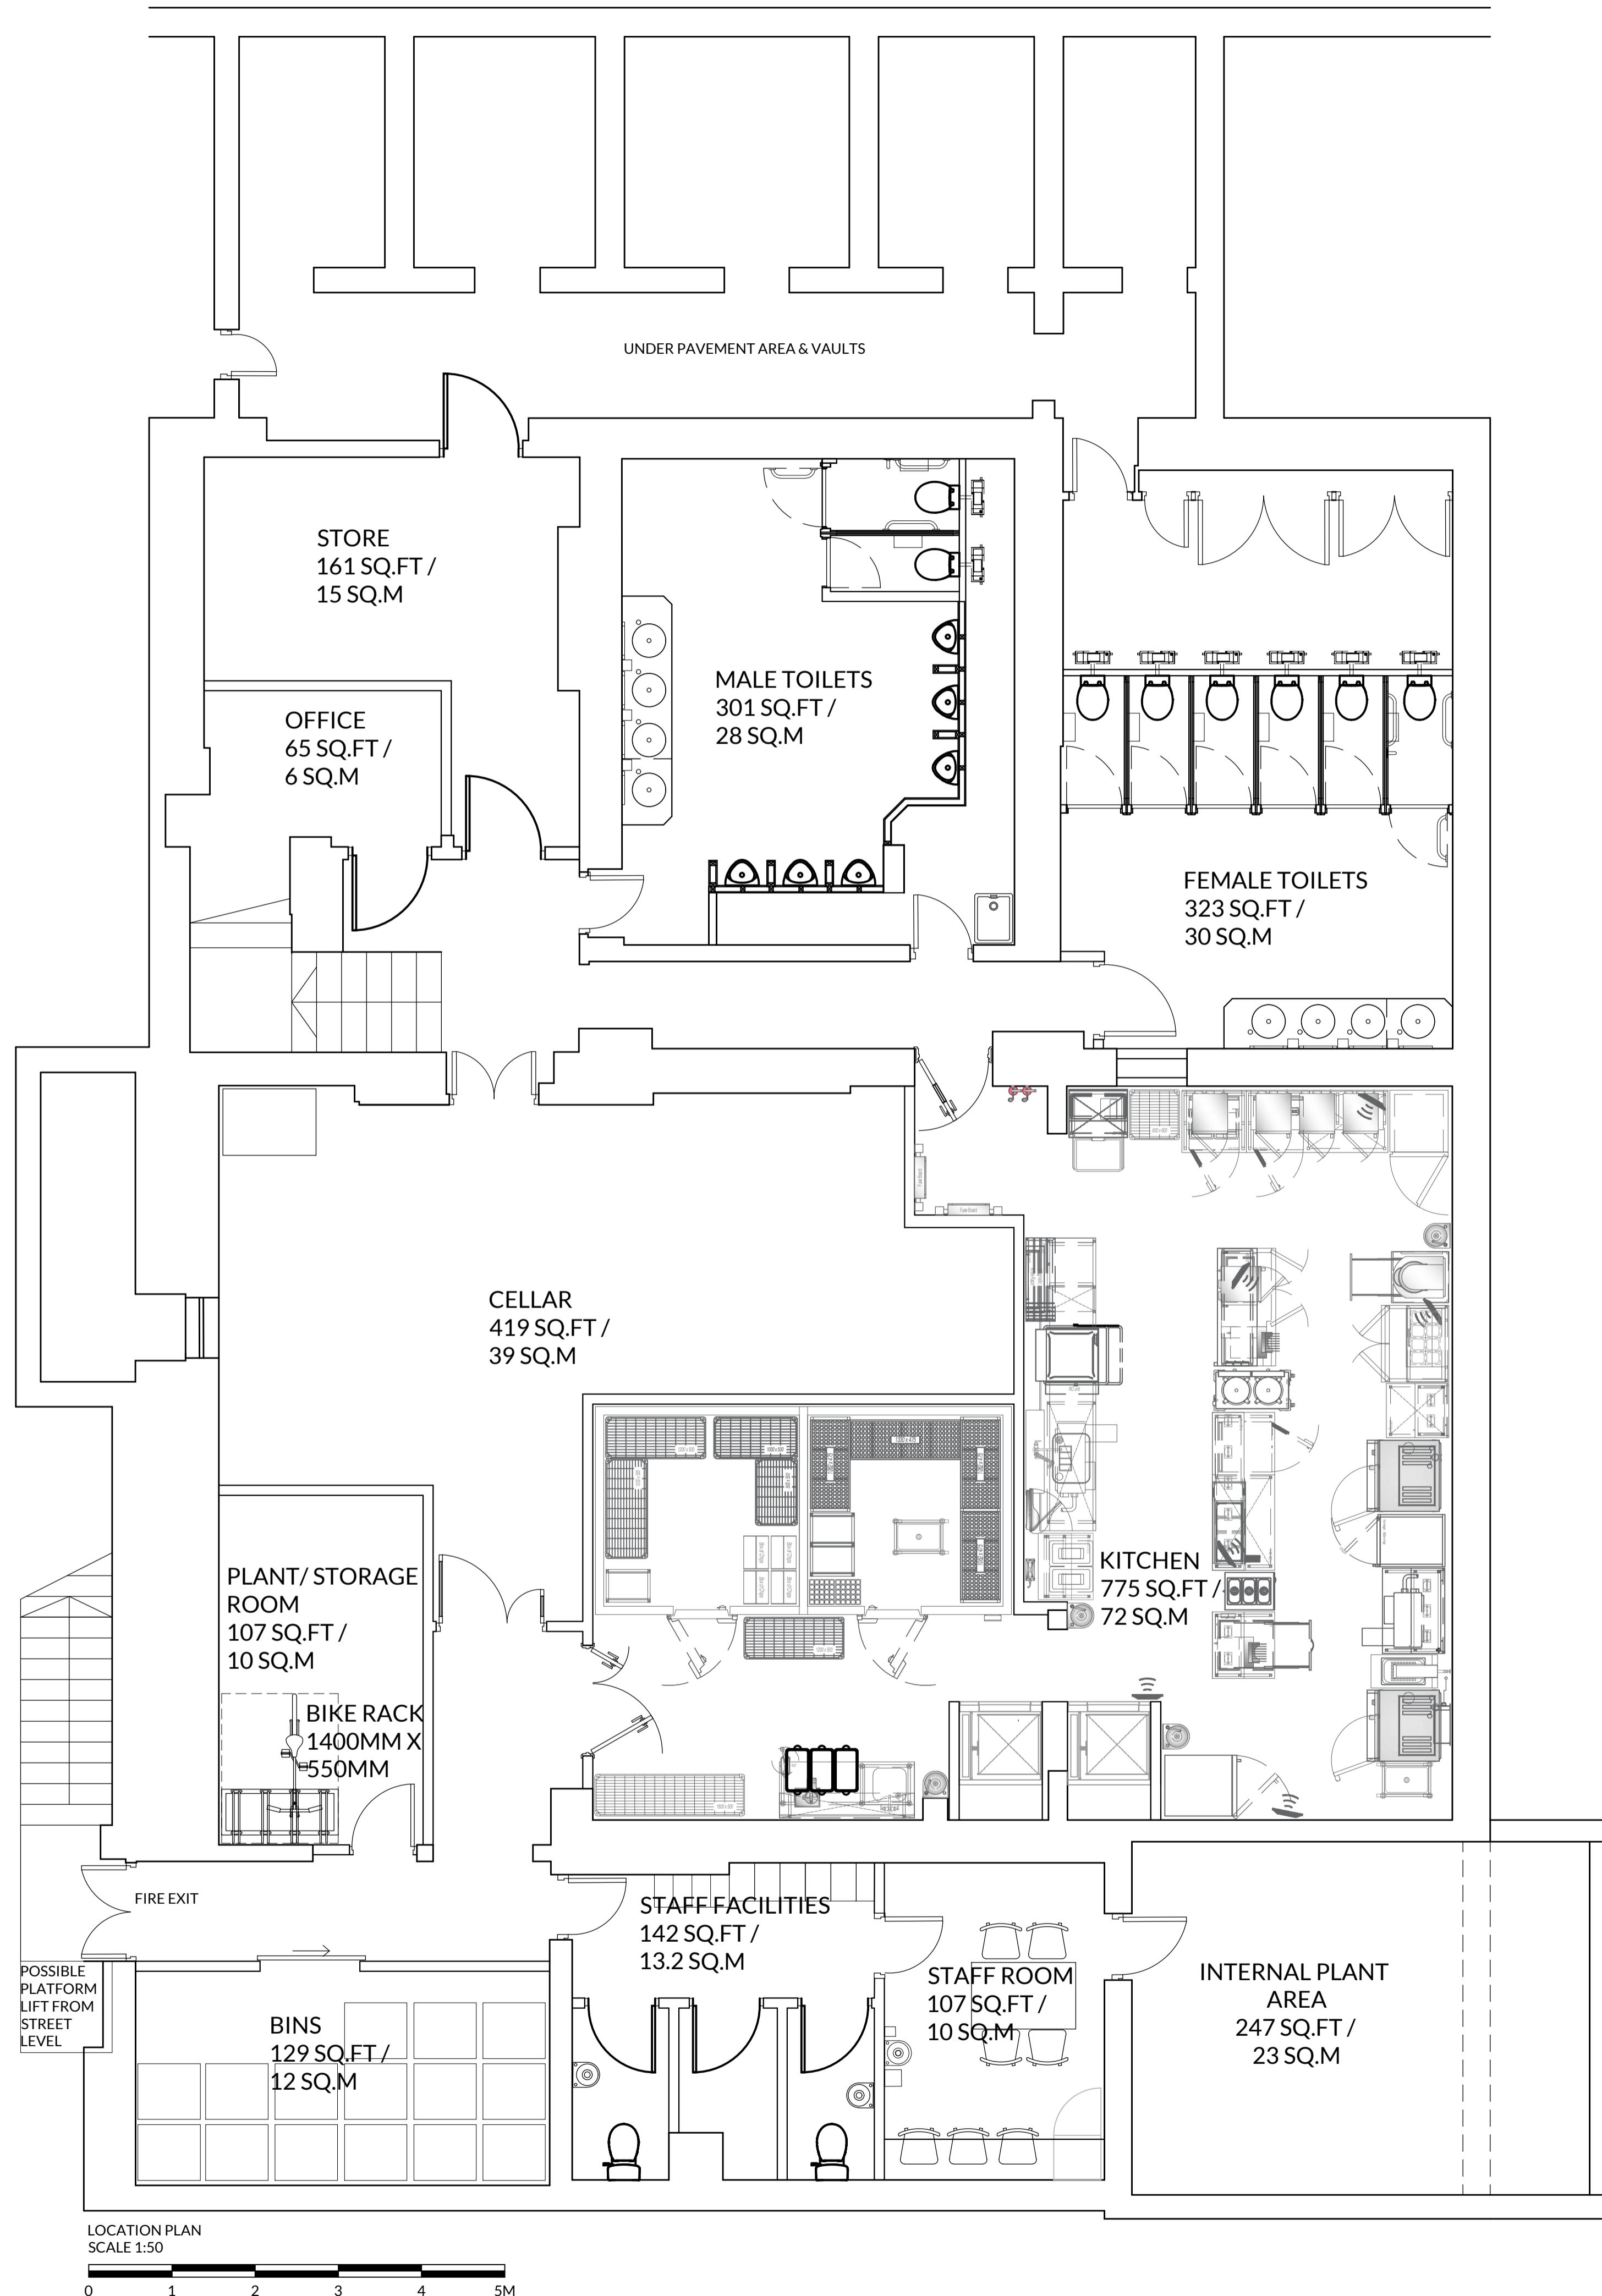 UNDER PAVEMENT AREA & VAULTS
STORE
161 SQ.FT /
15 SQ.M
MALE TOILETS
301 SQ.FT /
28 SQ.M
OFFICE
65 SQ.FT /
6 SQ.M
FEMALE TOILETS
323 SQ.FT /
30 SQ.M
Fuse Board
Fuse Board
CELLAR
419 SQ.FT /
39 SQ.M
KITCHEN
775 SQ.FT /
72 SQ.M
PLANT/ STORAGE
ROOM
107 SQ.FT /
10 SQ.M
BIKE RACK
1400MM X
550MM
FIRE EXIT
STAFF FACILITIES
142 SQ.FT /
13.2 SQ.M
STAFF ROOM
107 SQ.FT /
10 SQ.M
INTERNAL PLANT
AREA
247 SQ.FT /
23 SQ.M
POSSIBLE
PLATFORM
LIFT FROM
STREET
LEVEL
BINS
129 SQ.FT /
12 SQ.M
LOCATION PLAN
SCALE 1:50
0 1 2 3 4 5M